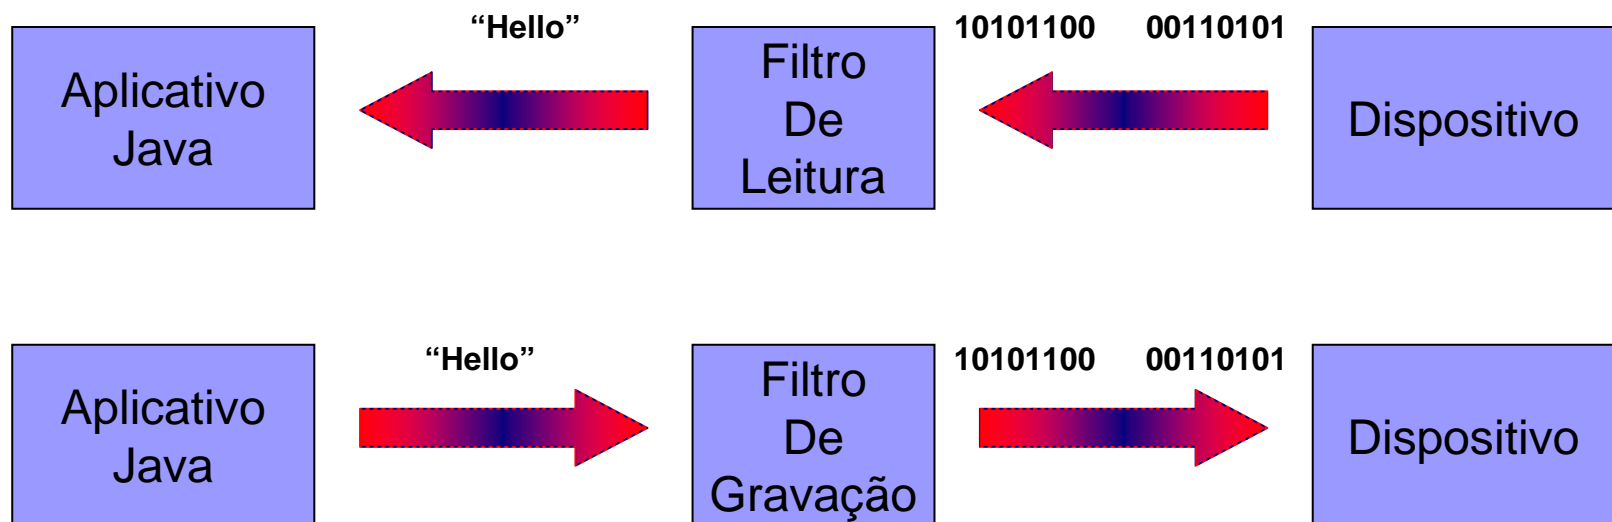 “Hello”
10101100 00110101
Aplicativo
Java
Filtro
De
Leitura
Dispositivo
“Hello”
10101100 00110101
Aplicativo
Java
Filtro
De
Gravação
Dispositivo